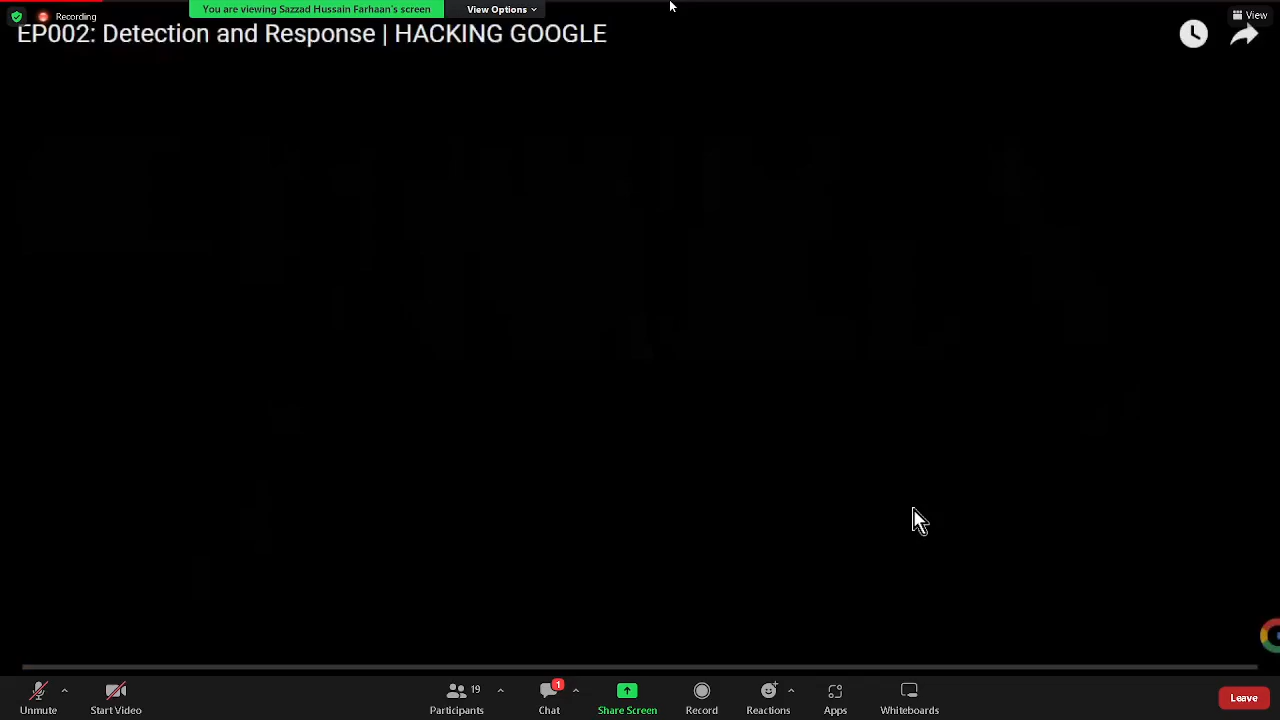 Recording
You are viewing Sazzad Hussain Farhaan's screen
View Options
View
EP002: Detection and Response | HACKING GOOGLE
Unmute
Start Video
19
Participants
1
Chat
Share Screen
Record
Reactions
Apps
Whiteboards
Leave